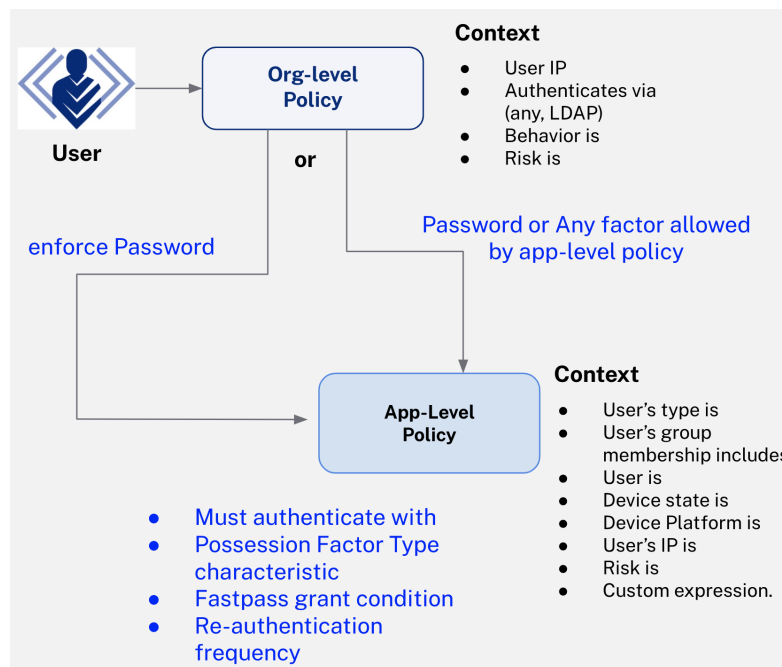 Context
● User IP
● Authenticates via
(any, LDAP)
● Behavior is
● Risk is
Org-level
Policy
User
or
enforce Password
Password or Any factor allowed
by app-level policy
App-Level
Policy
Context
● User's type is
● User's group
membership includes
● User is
● Device state is
● Device Platform is
● User's IP is
● Risk is
● Custom expression.
● Must authenticate with
● Possession Factor Type
characteristic
● Fastpass grant condition
● Re-authentication
frequency